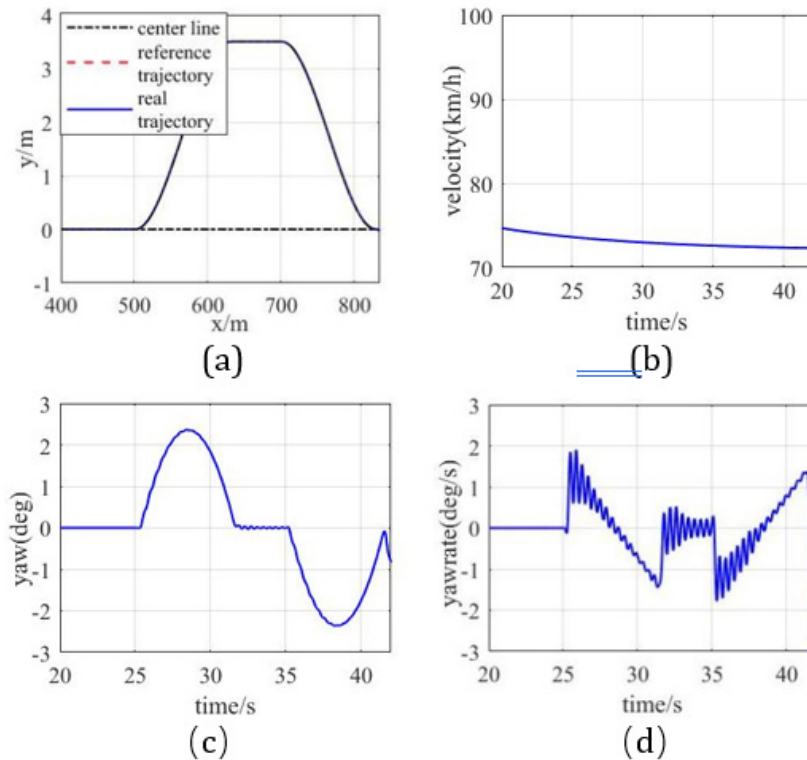 4
3
2
1
0
-1
y/m
center line
reference
trajectory
real
trajectory
400 500 600 700 800
x/m
(a)
100
90
80
70
velocity(km/h)
20 25 30 35 40
time/s
(b)
3
2
1
0
-1
-2
-3
yaw(deg)
20 30 40
time/s
(c)
3
2
1
0
-1
-2
-3
yawrate(deg/s)
20 25 30 35 40
time/s
(d)